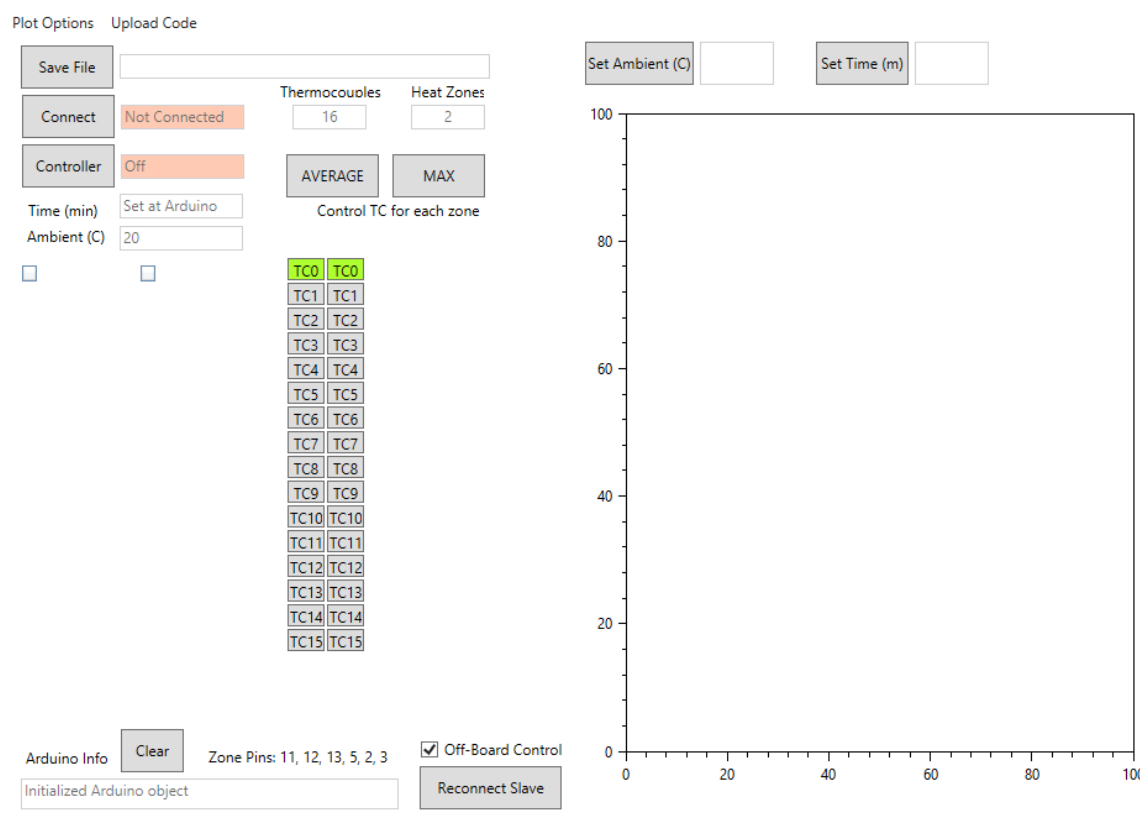 Plot Options Upload Code
Save File
Set Ambient (C)
Set Time (m)
Thermocouples Heat Zones
Connect Not Connected 16 2
Controller Off
AVERAGE MAX
Time (min) Set at Arduino
Control TC for each zone
Ambient (C) 20
TC0 TC0
TC1 TC1
TC2 TC2
TC3 TC3
TC4 TC4
TC5 TC5
TC6 TC6
TC7 TC7
TC8 TC8
TC9 TC9
TC10 TC10
TC11 TC11
TC12 TC12
TC13 TC13
TC14 TC14
TC15 TC15
Arduino Info Clear Zone Pins: 11, 12, 13, 5, 2, 3
Off-Board Control
Initialized Arduino object
Reconnect Slave
100
80
60
40
20
0
0 20 40 60 80 100